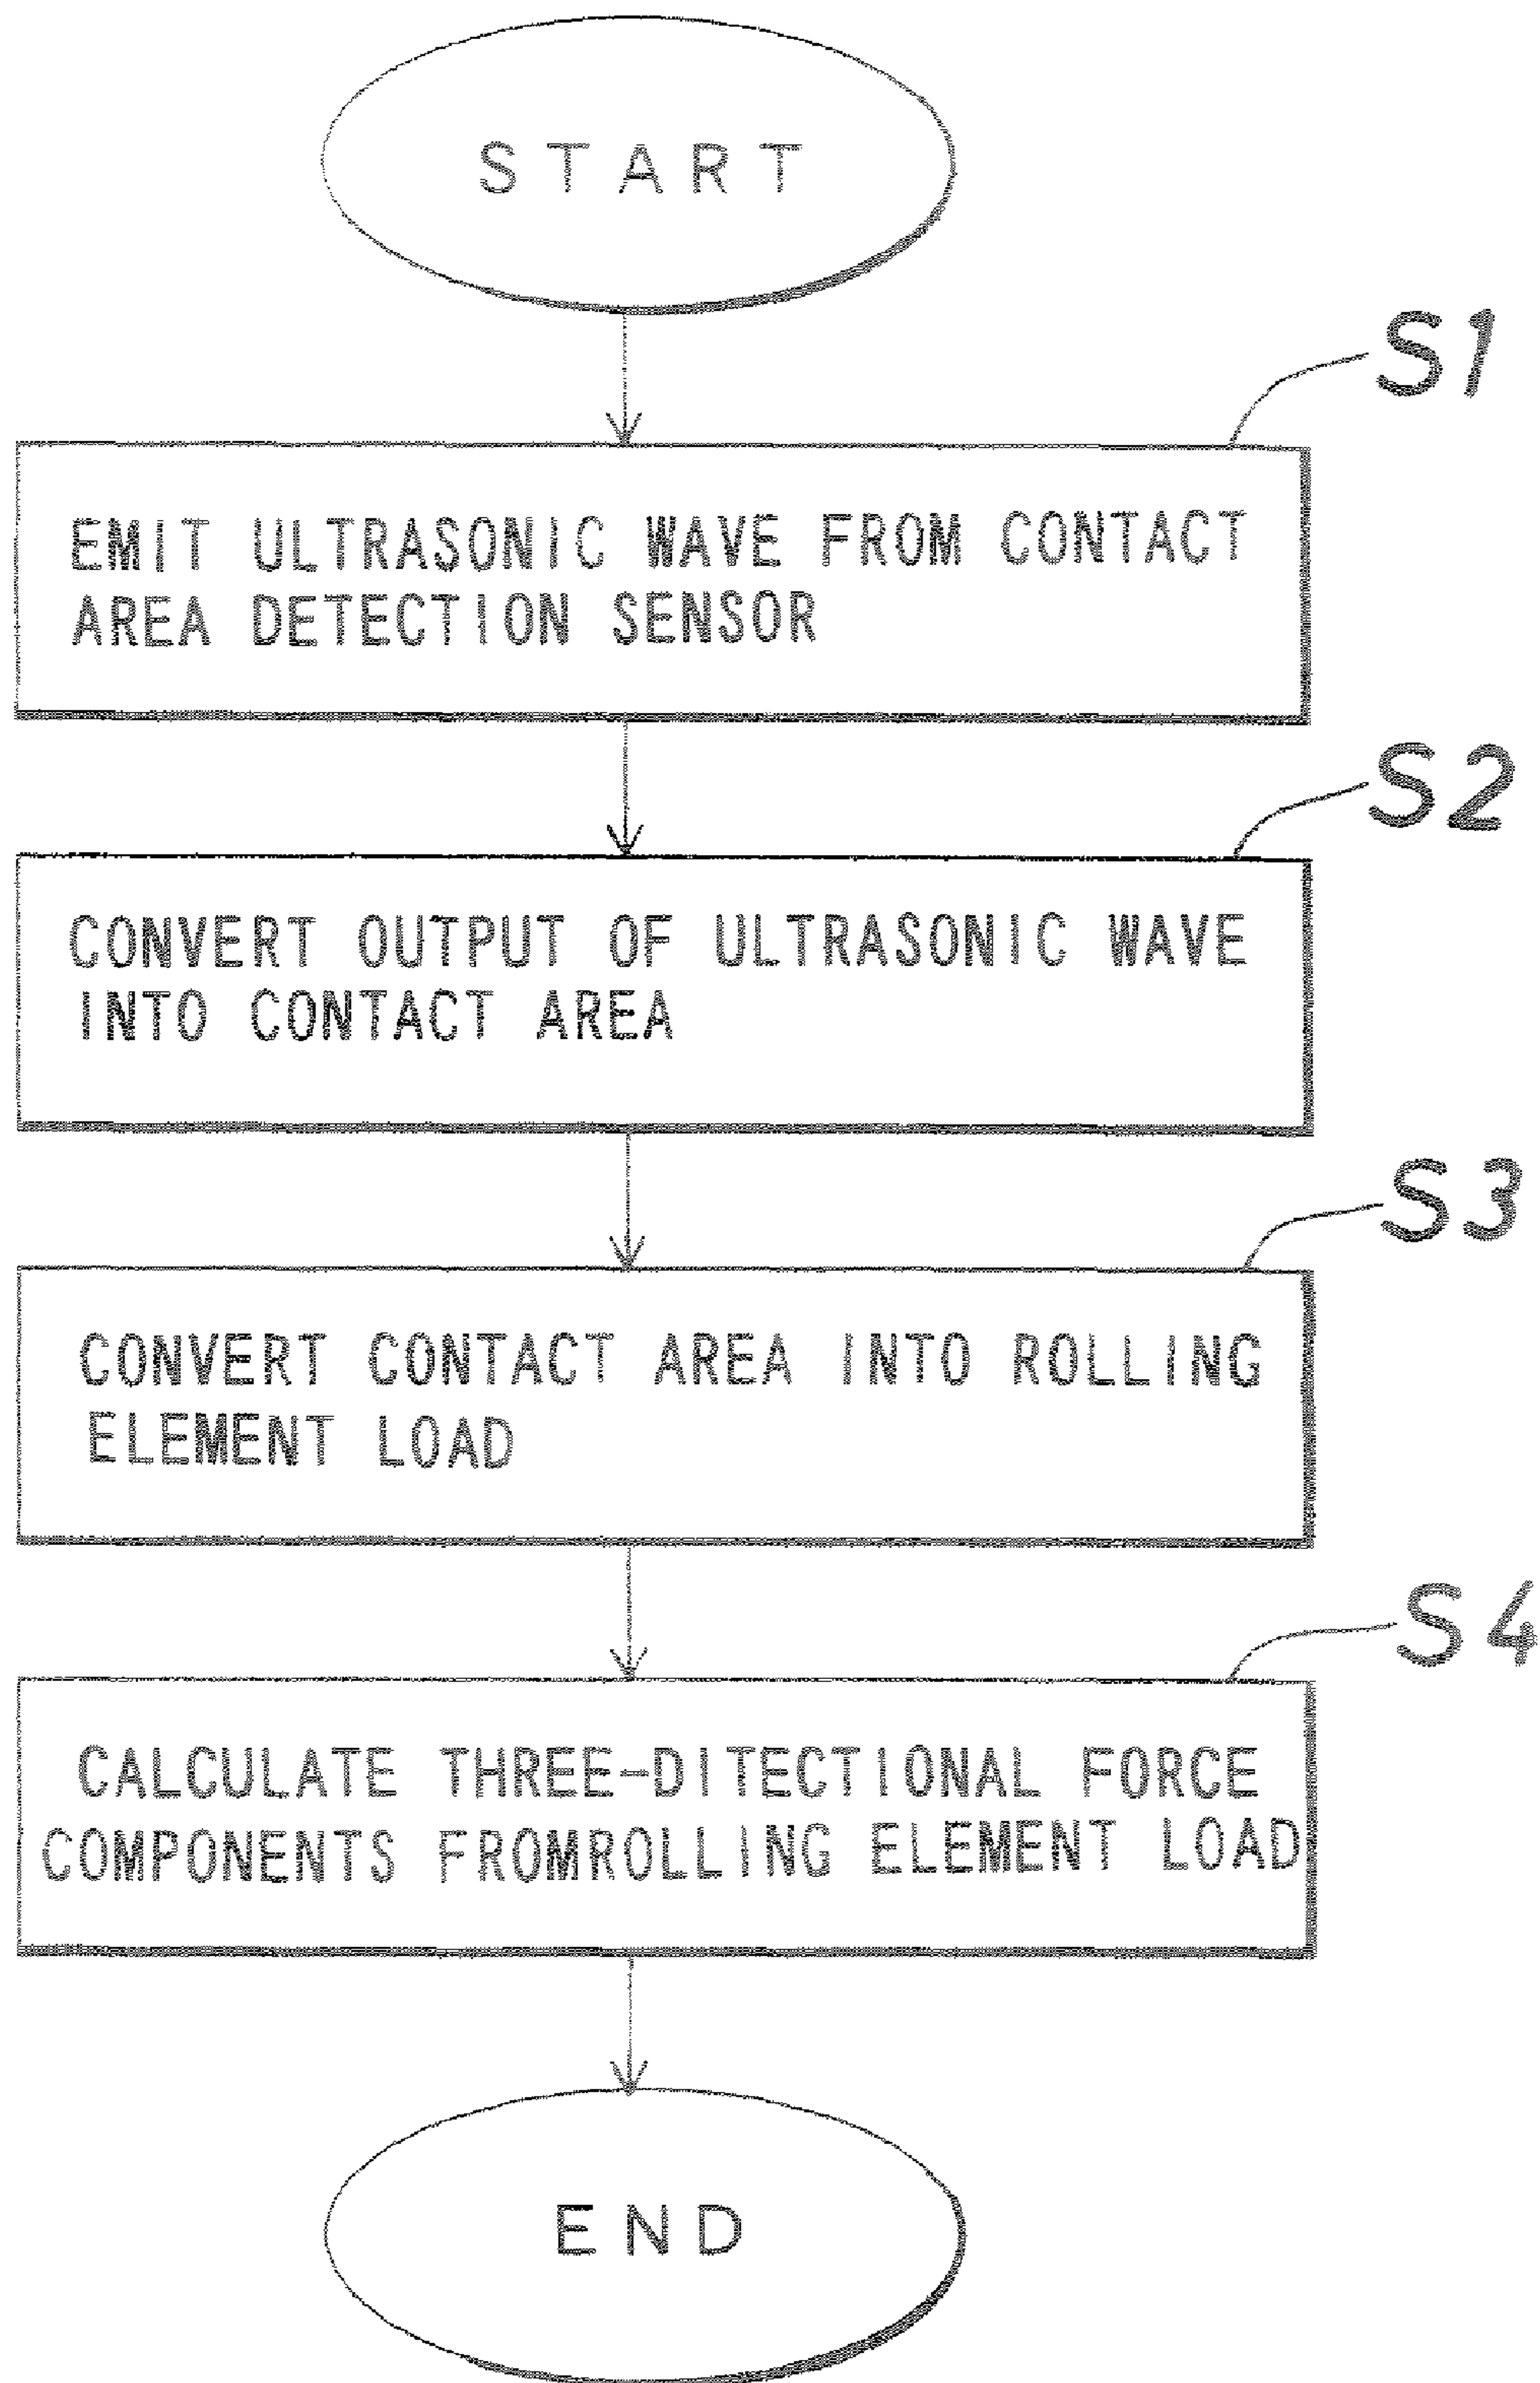 START
S1
EMIT ULTRASONIC WAVE FROM CONTACT
AREA DETECTION SENSOR
S2
CONVERT OUTPUT OF ULTRASONIC WAVE
INTO CONTACT AREA
S3
CONVERT CONTACT AREA INTO ROLLING
ELEMENT LOAD
S4
CALCULATE THREE-DITECTIONAL FORCE
COMPONENTS FROMROLLING ELEMENT LOAD
END